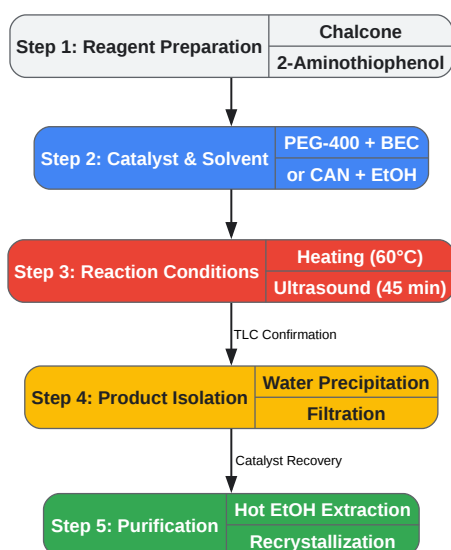 Step 1: Reagent Preparation
Chalcone
2-Aminothiophenol
Step 2: Catalyst & Solvent
PEG-400 + BEC
or CAN + EtOH
Step 3: Reaction Conditions
Heating (60°C)
Ultrasound (45 min)
TLC Confirmation
Step 4: Product Isolation
Water Precipitation
Filtration
Catalyst Recovery
Step 5: Purification
Hot EtOH Extraction
Recrystallization